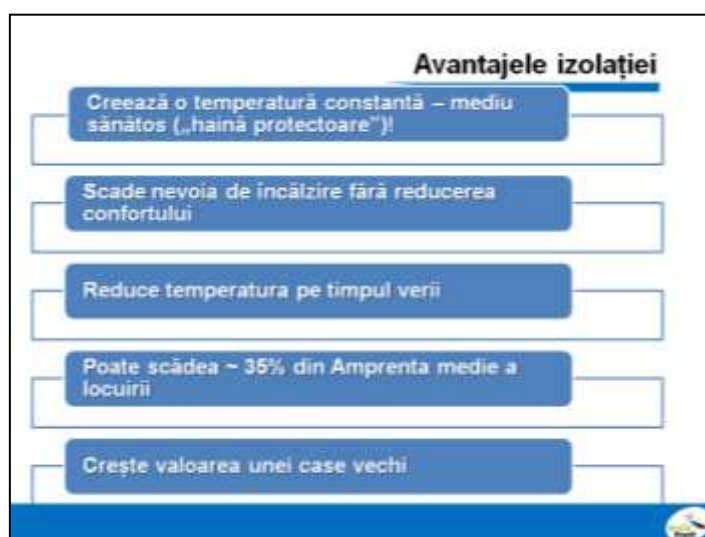 Avantajele izolației
Creează o temperatură constantă – mediu
sănătos („haină protectoare”)!
Scade nevoia de încălzire fără reducerea
confortului
Reduce temperatura pe timpul verii
Poate scădea ~ 35% din Amprenta medie a
locuirii
Crește valoarea unei case vechi